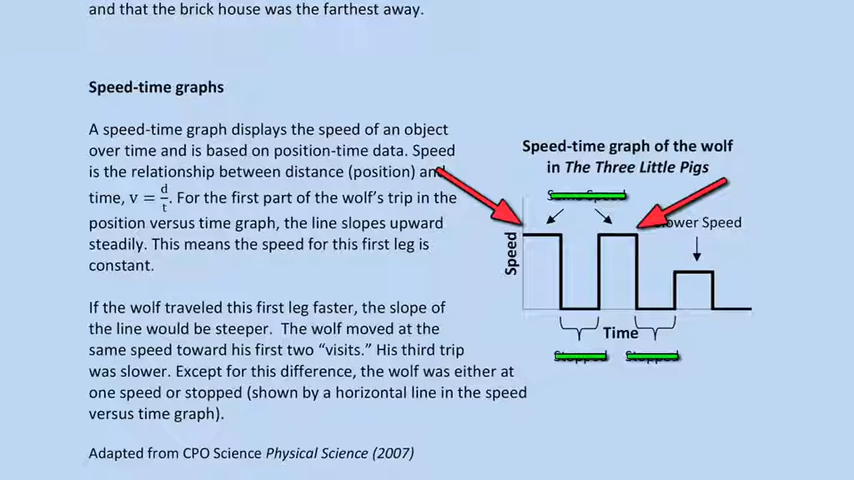 and that the brick house was the farthest away.
Speed-time graphs
A speed-time graph displays the speed of an object
over time and is based on position-time data. Speed
is the relationship between distance (position) and
time, v = d/t. For the first part of the wolf's trip in the
position versus time graph, the line slopes upward
steadily. This means the speed for this first leg is
constant.
If the wolf traveled this first leg faster, the slope of
the line would be steeper. The wolf moved at the
same speed toward his first two “visits.” His third trip
was slower. Except for this difference, the wolf was either at
one speed or stopped (shown by a horizontal line in the speed
versus time graph).
Adapted from CPO Science Physical Science (2007)
Speed-time graph of the wolf
in The Three Little Pigs
Speed
Speed
Time